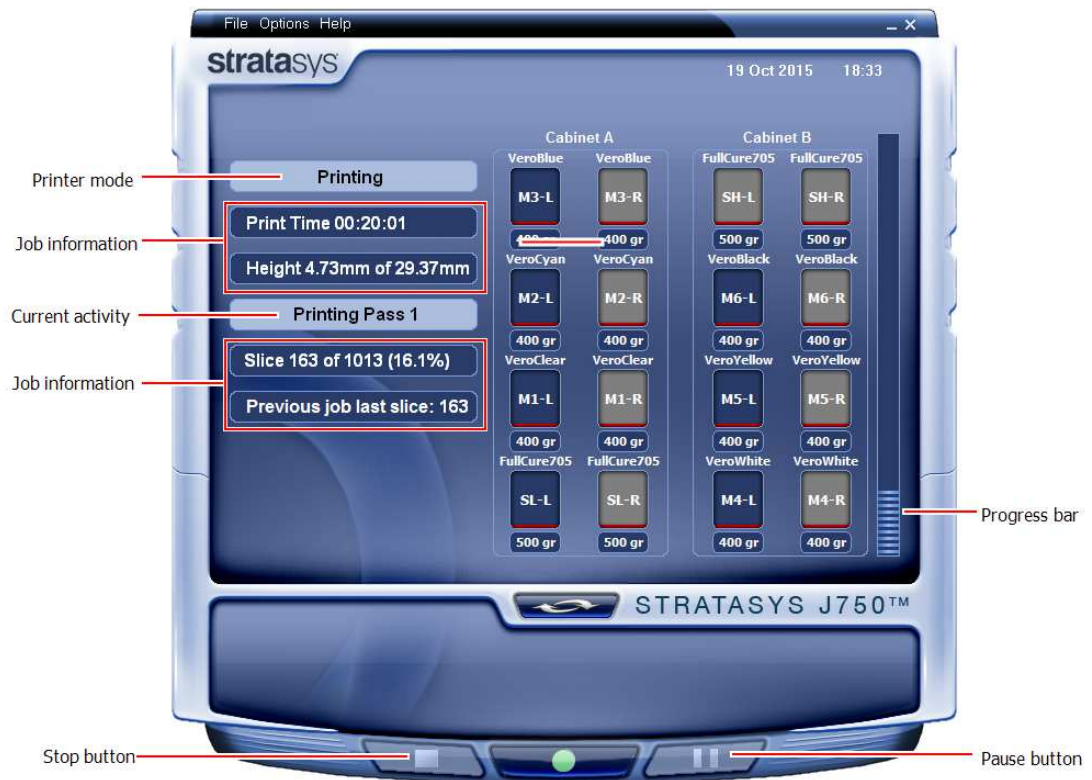 File Options Help
stratasys
19 Oct 2015 18:33
Cabinet A Cabinet B
VeroBlue VeroBlue FullCure705 FullCure705
Printer mode Printing
M3-L M3-R SH-L SH-R
Print Time 00:20:01
Job information
400 gr 400 gr 500 gr 500 gr
VeroCyan VeroCyan VeroBlack VeroBlack
Height 4.73mm of 29.37mm
M2-L M2-R M6-L M6-R
Current activity Printing Pass 1
400 gr 400 gr 400 gr 400 gr
Slice 163 of 1013 (16.1%)
VeroClear VeroClear VeroYellow VeroYellow
Job information
Previous job last slice: 163
M1-L M1-R M5-L M5-R
400 gr 400 gr 400 gr 400 gr
FullCure705 FullCure705 VeroWhite VeroWhite
SL-L SL-R M4-L M4-R
Progress bar
500 gr 500 gr 400 gr 400 gr
STRATASYS J750™
Stop button Pause button